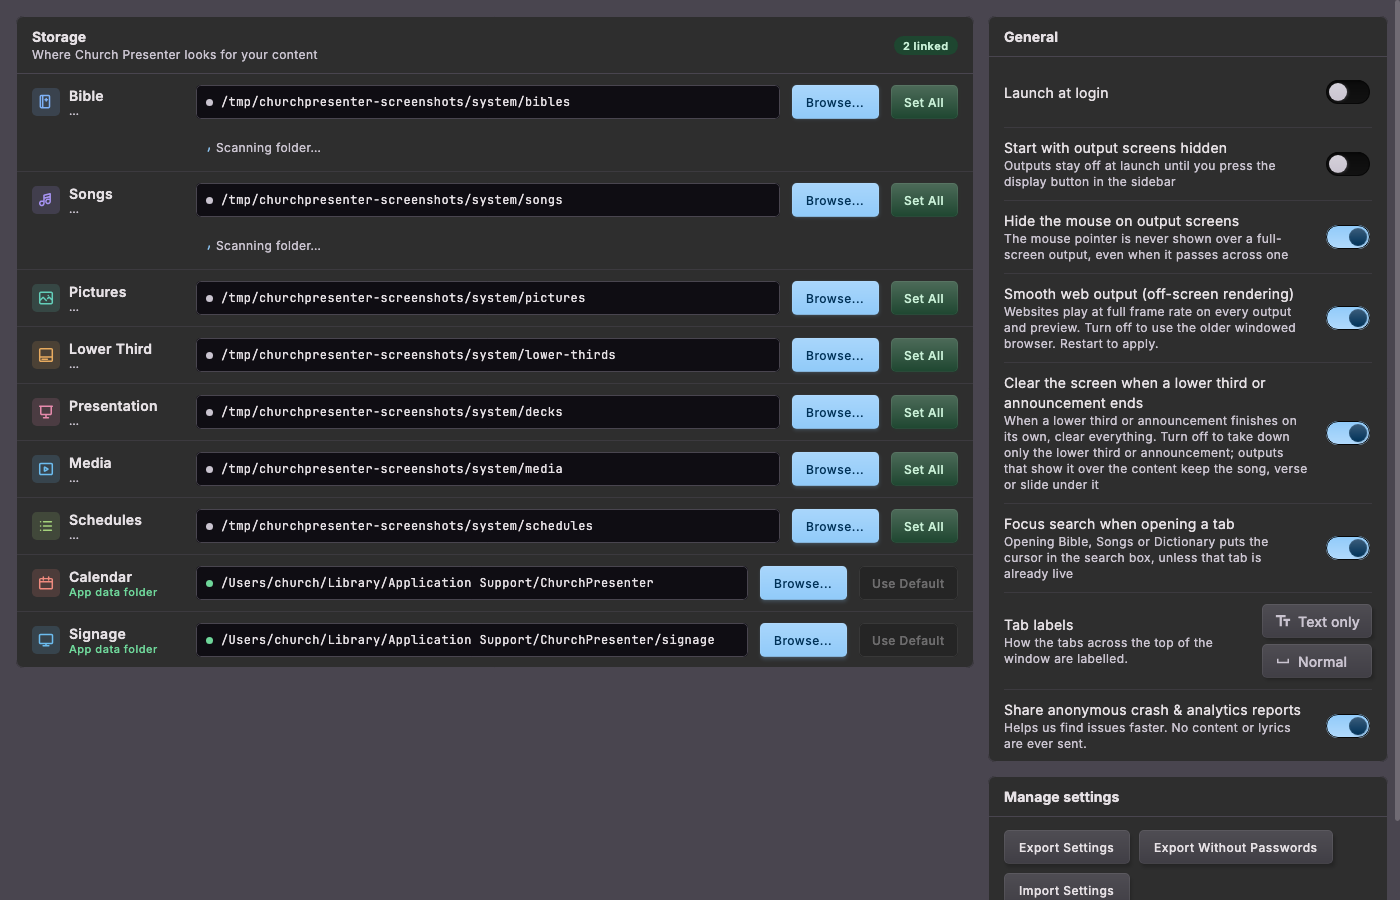 Storage
Where Church Presenter looks for your content
2 linked
Bible
...
/tmp/churchpresenter-screenshots/system/bibles
Browse...
Set All
Scanning folder...
Songs
...
/tmp/churchpresenter-screenshots/system/songs
Browse...
Set All
Scanning folder...
Pictures
...
/tmp/churchpresenter-screenshots/system/pictures
Browse...
Set All
Lower Third
...
/tmp/churchpresenter-screenshots/system/lower-thirds
Browse...
Set All
Presentation
...
/tmp/churchpresenter-screenshots/system/decks
Browse...
Set All
Media
...
/tmp/churchpresenter-screenshots/system/media
Browse...
Set All
Schedules
...
/tmp/churchpresenter-screenshots/system/schedules
Browse...
Set All
Calendar
App data folder
/Users/church/Library/Application Support/ChurchPresenter
Browse...
Use Default
Signage
App data folder
/Users/church/Library/Application Support/ChurchPresenter/signage
Browse...
Use Default
General
Launch at login
Start with output screens hidden
Outputs stay off at launch until you press the
display button in the sidebar
Hide the mouse on output screens
The mouse pointer is never shown over a full-
screen output, even when it passes across one
Smooth web output (off-screen rendering)
Websites play at full frame rate on every output
and preview. Turn off to use the older windowed
browser. Restart to apply.
Clear the screen when a lower third or
announcement ends
When a lower third or announcement finishes on
its own, clear everything. Turn off to take down
only the lower third or announcement; outputs
that show it over the content keep the song, verse
or slide under it
Focus search when opening a tab
Opening Bible, Songs or Dictionary puts the
cursor in the search box, unless that tab is
already live
Tab labels
How the tabs across the top of the
window are labelled.
Text only
Normal
Share anonymous crash & analytics reports
Helps us find issues faster. No content or lyrics
are ever sent.
Manage settings
Export Settings
Export Without Passwords
Import Settings